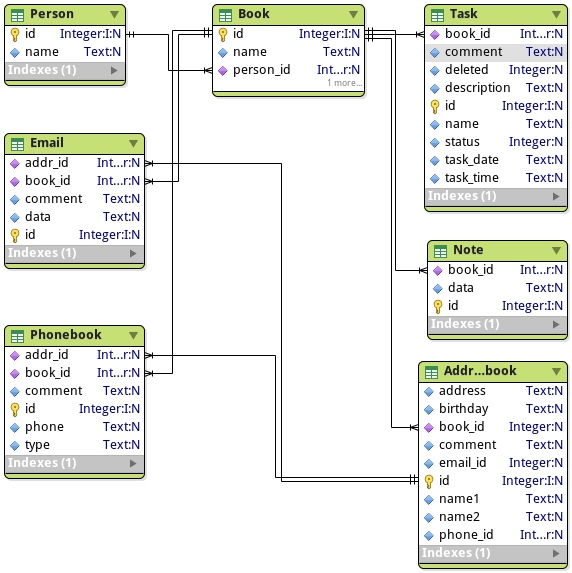 Person
id Integer:I:N
name Text:N
Indexes (1)
Book
id Integer:I:N
name Text:N
person_id Int...r:N
1 more...
Task
book_id Int...r:N
comment Text:N
deleted Integer:N
description Text:N
id Integer:I:N
name Text:N
status Integer:N
task_date Text:N
task_time Text:N
Indexes (1)
Email
addr_id Int...r:N
book_id Int...r:N
comment Text:N
data Text:N
id Integer:I:N
Indexes (1)
Note
book_id Int...r:N
data Text:N
id Integer:I:N
Indexes (1)
Phonebook
addr_id Int...r:N
book_id Int...r:N
comment Text:N
id Integer:I:N
phone Text:N
type Text:N
Indexes (1)
Addr...book
address Text:N
birthday Text:N
book_id Integer:N
comment Text:N
email_id Integer:N
id Integer:I:N
name1 Text:N
name2 Text:N
phone_id Int...r:N
Indexes (1)